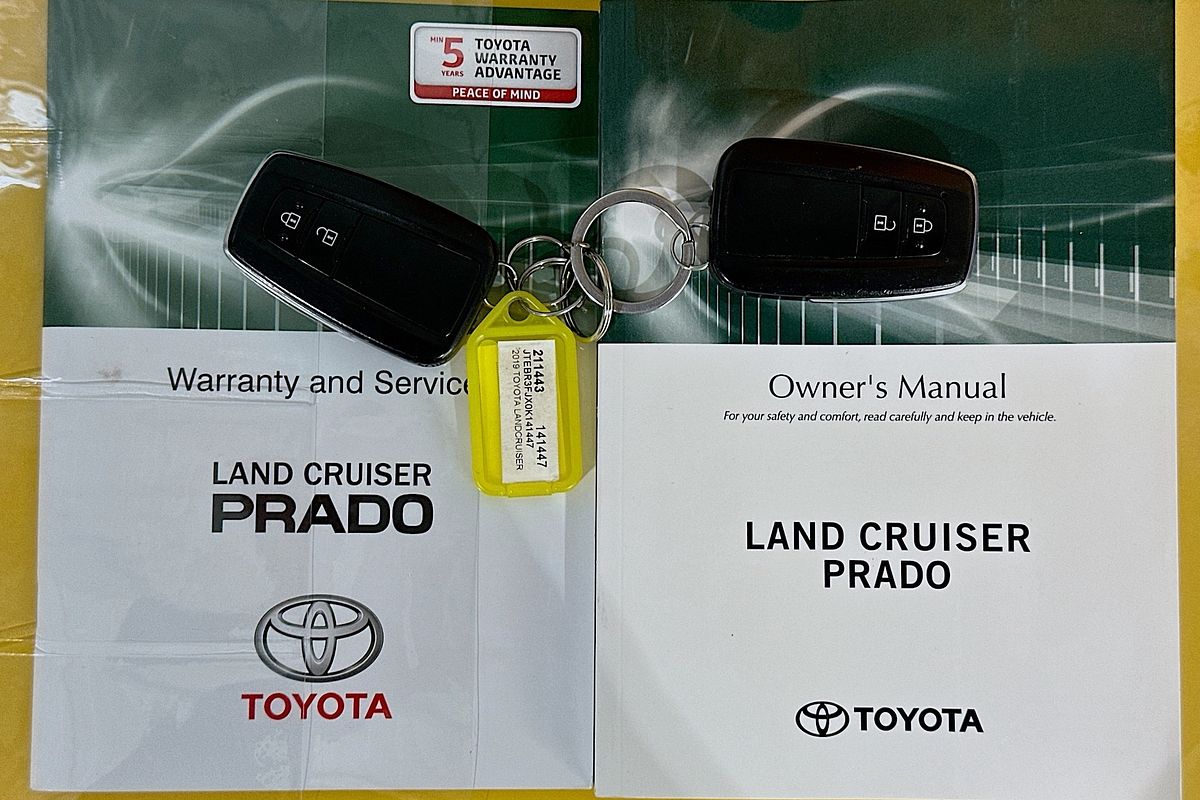 MIN 5 YEARS
TOYOTA
WARRANTY
ADVANTAGE
PEACE OF MIND
Warranty and Service
LAND CRUISER
PRADO
TOYOTA
211443 141447
JTEBR3FJX0K141447
2019 TOYOTA LANDCRUISER
Owner's Manual
For your safety and comfort, read carefully and keep in the vehicle.
LAND CRUISER
PRADO
TOYOTA